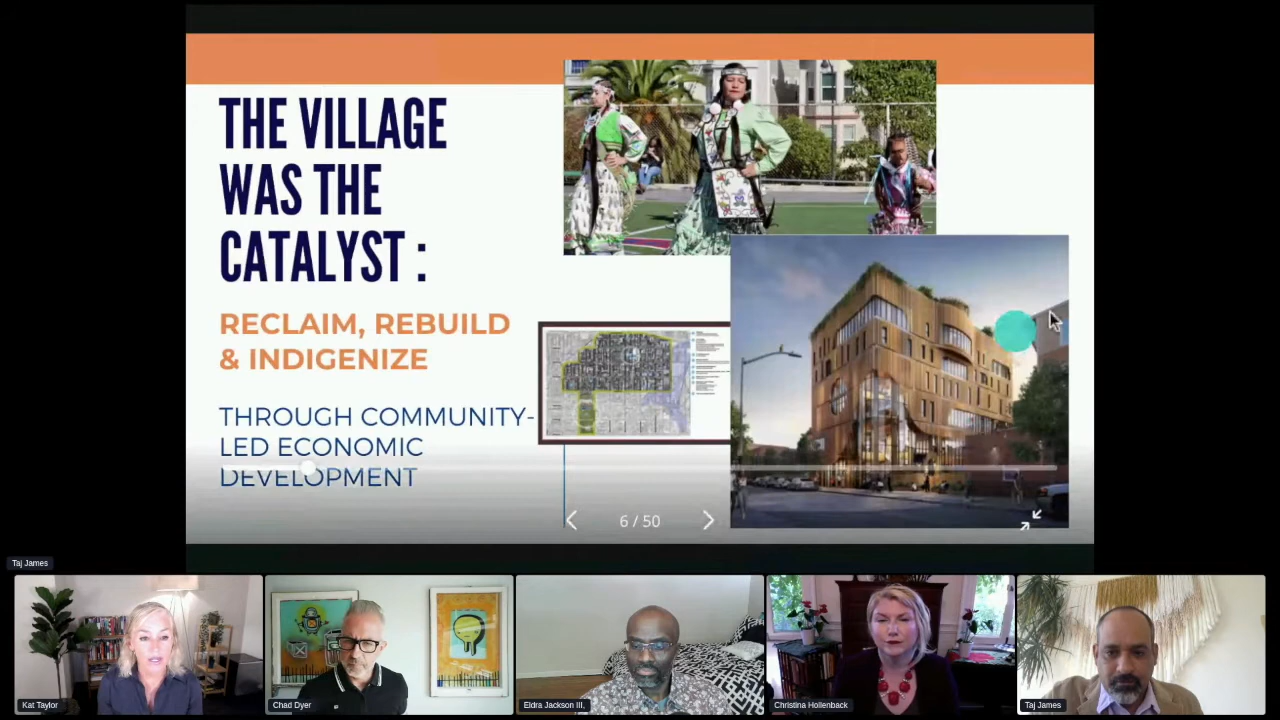 THE VILLAGE
WAS THE
CATALYST :
RECLAIM, REBUILD
& INDIGENIZE
THROUGH COMMUNITY-
LED ECONOMIC
DEVELOPMENT
6 / 50
Taj James
Kat Taylor
Chad Dyer
Eldra Jackson III.
Christina Hollenback
Taj James